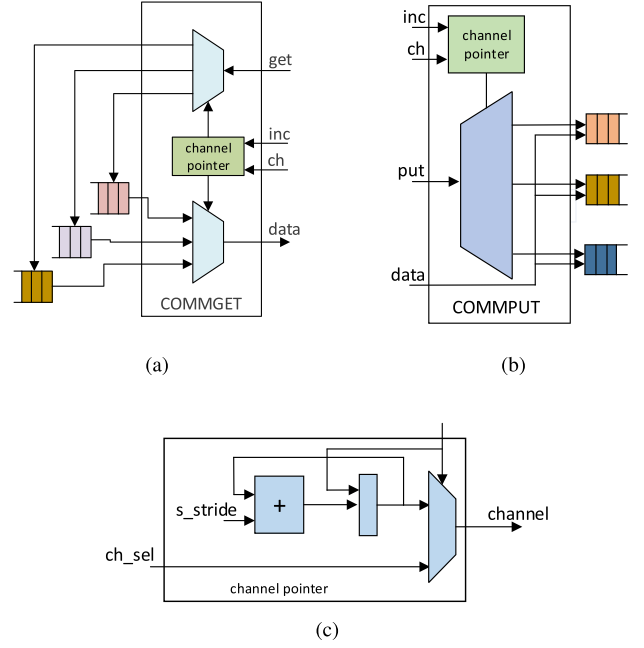 get
inc
channel
pointer
ch
data
COMMGET
(a)
inc
ch
channel
pointer
put
data
COMMPUT
(b)
s_stride
+
channel
ch_sel
channel pointer
(c)